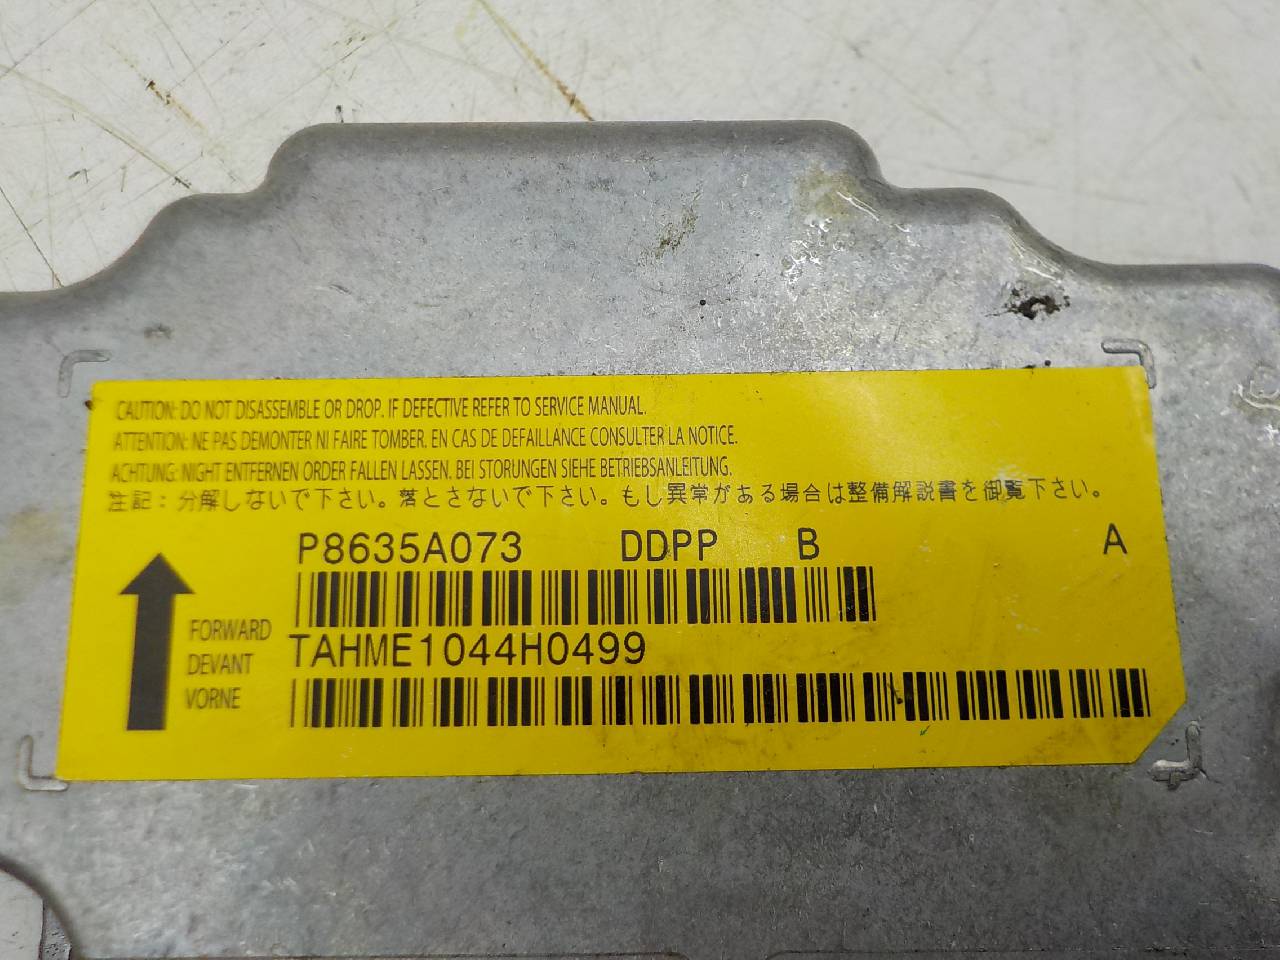 CAUTION: DO NOT DISASSEMBLE OR DROP. IF DEFECTIVE REFER TO SERVICE MANUAL.
ATTENTION: NE PAS DEMONTER NI FAIRE TOMBER. EN CAS DE DEFAILLANCE CONSULTER LA NOTICE.
ACHTUNG: NIGHT ENTFERNEN ORDER FALLEN LASSEN. BEI STORUNGEN SIEHE BETRIEBSANLEITUNG.
注記：分解しないで下さい。落とさないで下さい。もし異常がある場合は整備解説書を御覧下さい。
P8635A073 DDPP B A
FORWARD
TAHME1044H0499
DEVANT
VORNE